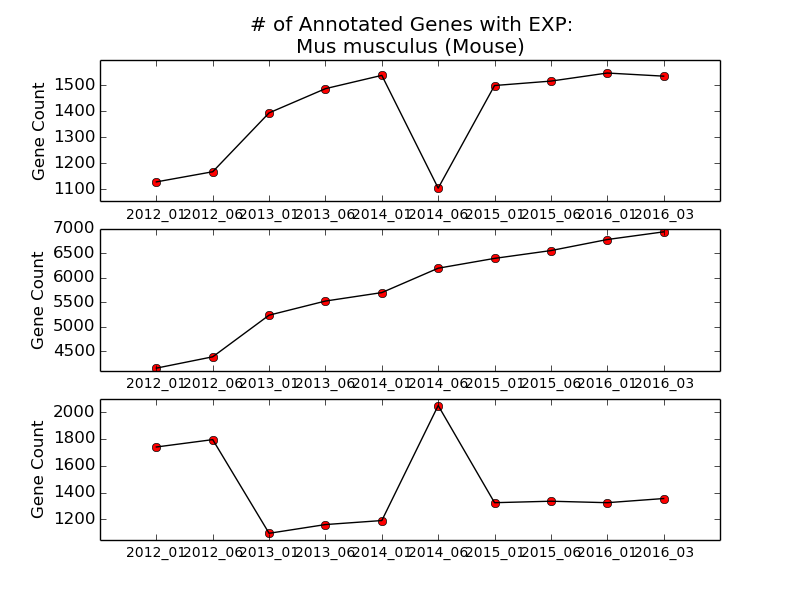 # of Annotated Genes with EXP:
Mus musculus (Mouse)
Gene Count
1500
1400
1300
1200
1100
2012_01 2012_06 2013_01 2013_06 2014_01 2014_06 2015_01 2015_06 2016_01 2016_03
Gene Count
7000
6500
6000
5500
5000
4500
2012_01 2012_06 2013_01 2013_06 2014_01 2014_06 2015_01 2015_06 2016_01 2016_03
Gene Count
2000
1800
1600
1400
1200
2012_01 2012_06 2013_01 2013_06 2014_01 2014_06 2015_01 2015_06 2016_01 2016_03